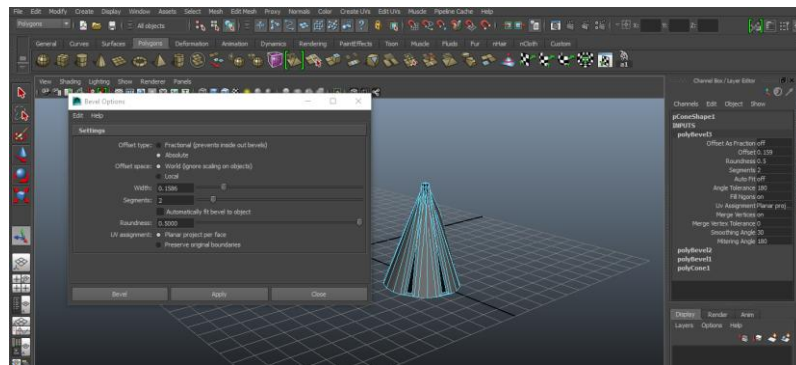 File Edit Modify Create Display Window Assets Select Mesh Edit Mesh Proxy Normals Color Create UVs Edit UVs Muscle Pipeline Cache Help
Polygons
All objects
General Curves Surfaces Polygons Deformation Animation Dynamics Rendering PaintEffects Toon Muscle Fluids Fur nHair nCloth Custom
View Shading Lighting Show Renderer Panels
Channel Box / Layer Editor
Bevel Options
Edit Help
Settings
Offset type: Fractional (prevents inside out bevels)
Absolute
Offset space: World (ignore scaling on objects)
Local
Width: 0.1586
Segments: 2
Automatically fit bevel to object
Roundness: 0.5000
UV assignment: Planar project per face
Preserve original boundaries
Bevel Apply Close
Channels Edit Object Show
pConeShape1
INPUTS
polyBevel3
Offset As Fraction off
Offset 0.159
Roundness 0.5
Segments 2
Auto Fit off
Angle Tolerance 180
Fill Ngons on
Uv Assignment Planar proj...
Merge Vertices on
Merge Vertex Tolerance 0
Smoothing Angle 30
Mitering Angle 180
polyBevel2
polyBevel1
polyCone1
Display Render Anim
Layers Options Help